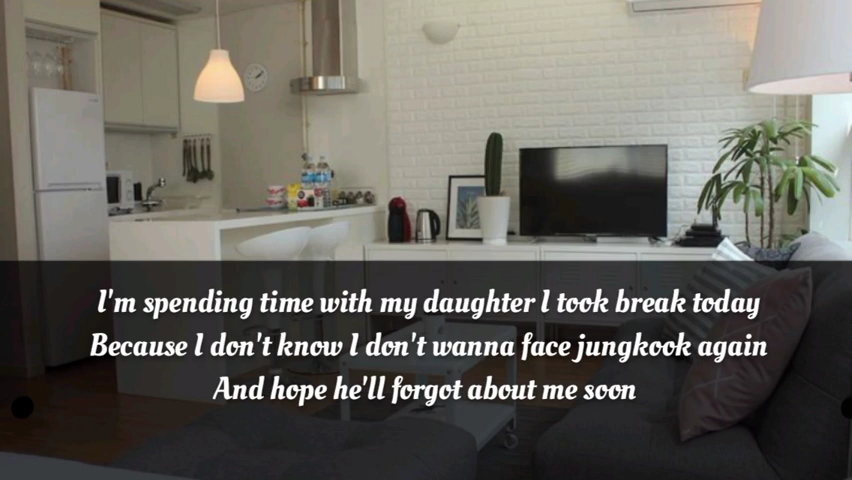 I'm spending time with my daughter I took break today
Because I don't know I don't wanna face jungkook again
And hope he'll forgot about me soon